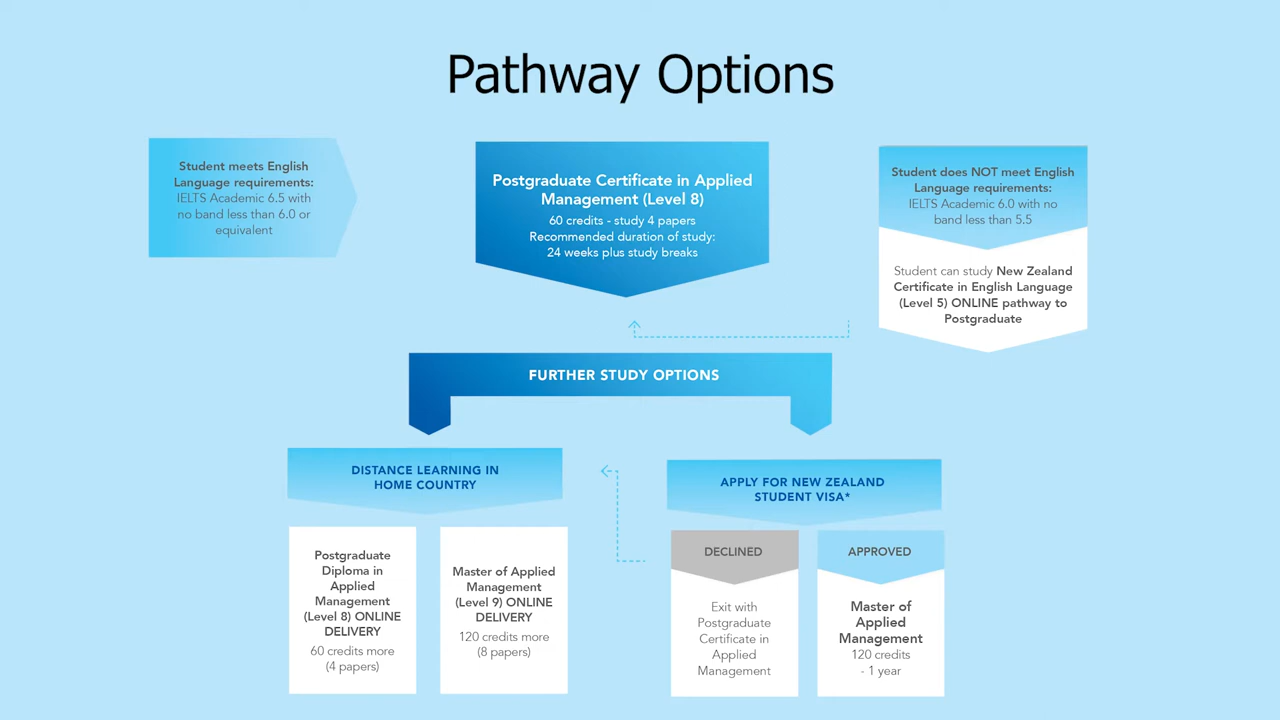 Pathway Options
Student meets English
Language requirements:
IELTS Academic 6.5 with
no band less than 6.0 or
equivalent
Postgraduate Certificate in Applied
Management (Level 8)
60 credits - study 4 papers
Recommended duration of study:
24 weeks plus study breaks
Student does NOT meet English
Language requirements:
IELTS Academic 6.0 with no
band less than 5.5
Student can study New Zealand
Certificate in English Language
(Level 5) ONLINE pathway to
Postgraduate
FURTHER STUDY OPTIONS
DISTANCE LEARNING IN
HOME COUNTRY
Postgraduate
Diploma in
Applied
Management
(Level 8) ONLINE
DELIVERY
60 credits more
(4 papers)
Master of Applied
Management
(Level 9) ONLINE
DELIVERY
120 credits more
(8 papers)
APPLY FOR NEW ZEALAND
STUDENT VISA*
DECLINED
Exit with
Postgraduate
Certificate in
Applied
Management
APPROVED
Master of
Applied
Management
120 credits
- 1 year